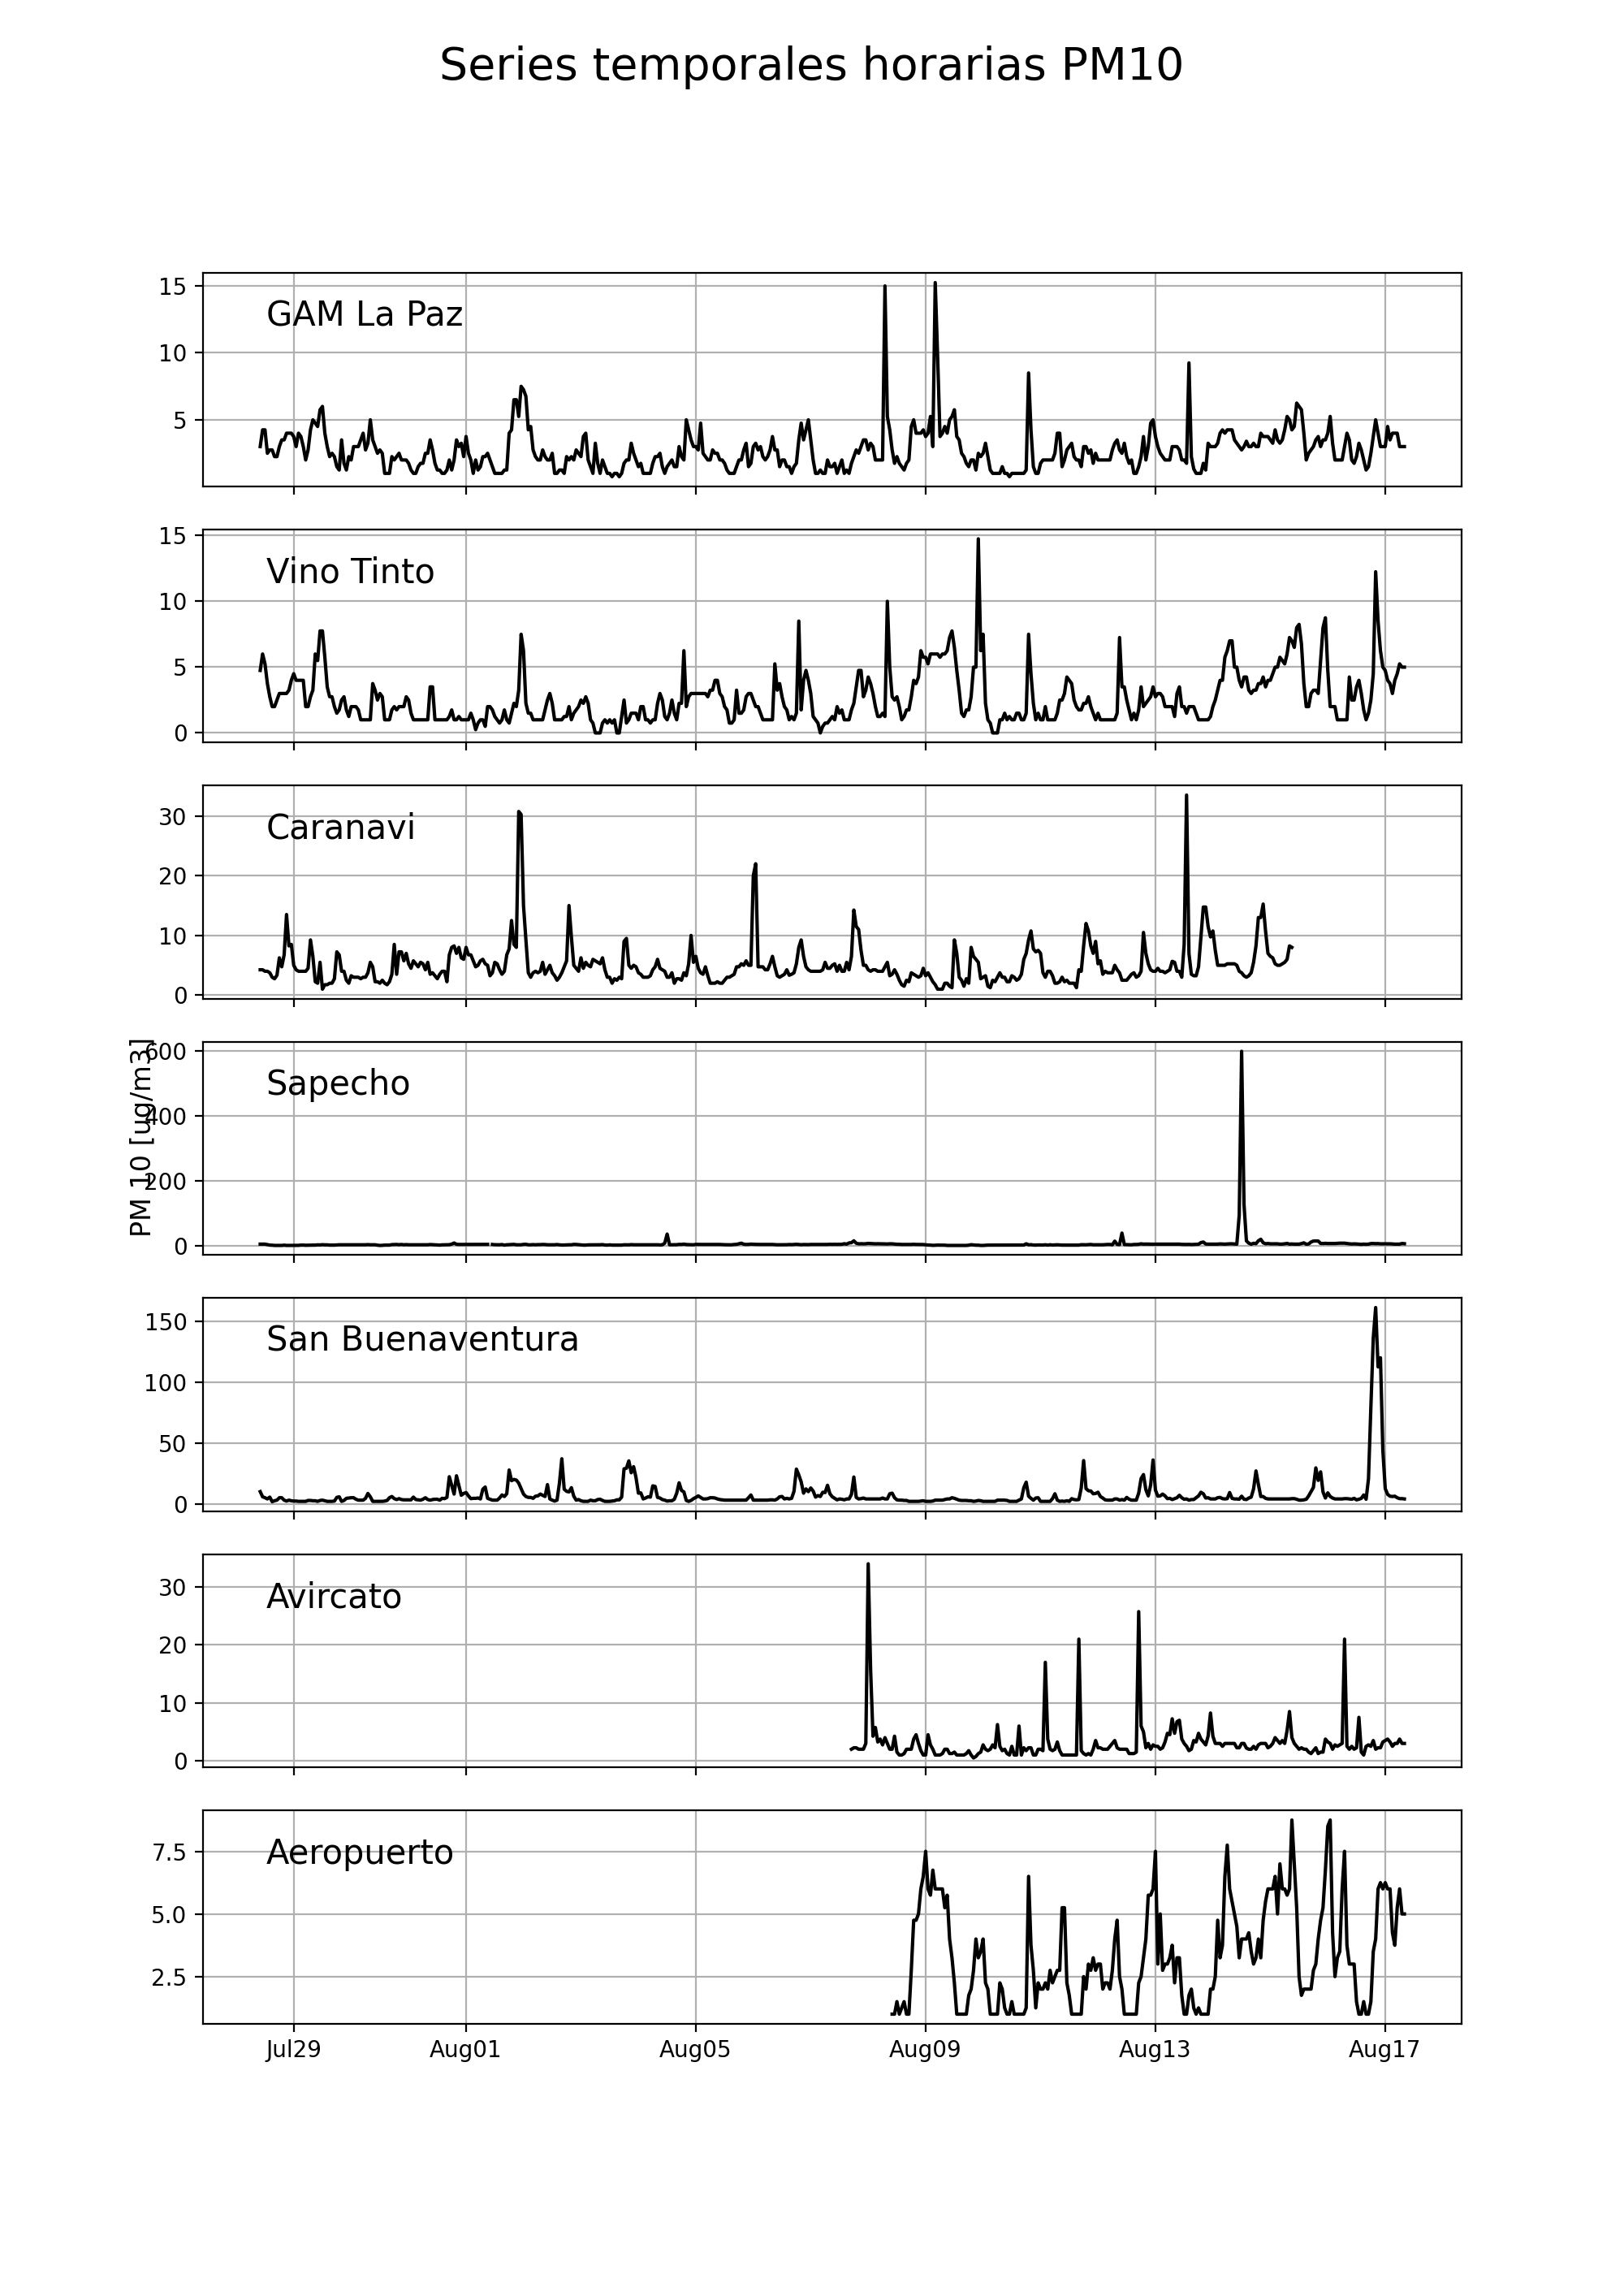 Series temporales horarias PM10
15
10
5
GAM La Paz
15
10
5
0
Vino Tinto
30
20
10
0
Caranavi
PM 10 [ug/m3]
600
400
200
0
Sapecho
150
100
50
0
San Buenaventura
30
20
10
0
Avircato
7.5
5.0
2.5
Aeropuerto
Jul29 Aug01 Aug05 Aug09 Aug13 Aug17